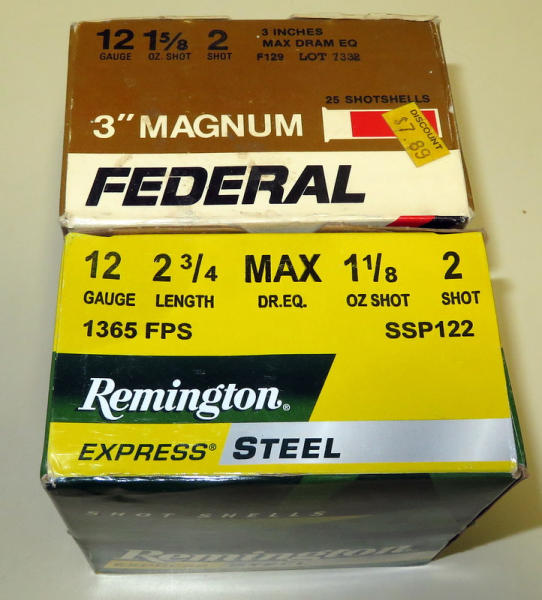 12 1⅝ 2
GAUGE OZ. SHOT SHOT
3 INCHES
MAX DRAM EQ
F129 LOT 7332
25 SHOTSHELLS
3” MAGNUM
DISCOUNT
$7.89
FEDERAL
12 2 3/4 MAX 1 1/8 2
GAUGE LENGTH DR.EQ. OZ SHOT SHOT
1365 FPS SSP122
Remington®
EXPRESS® STEEL
SHOT SHELLS
Remington
EXPRESS STEEL